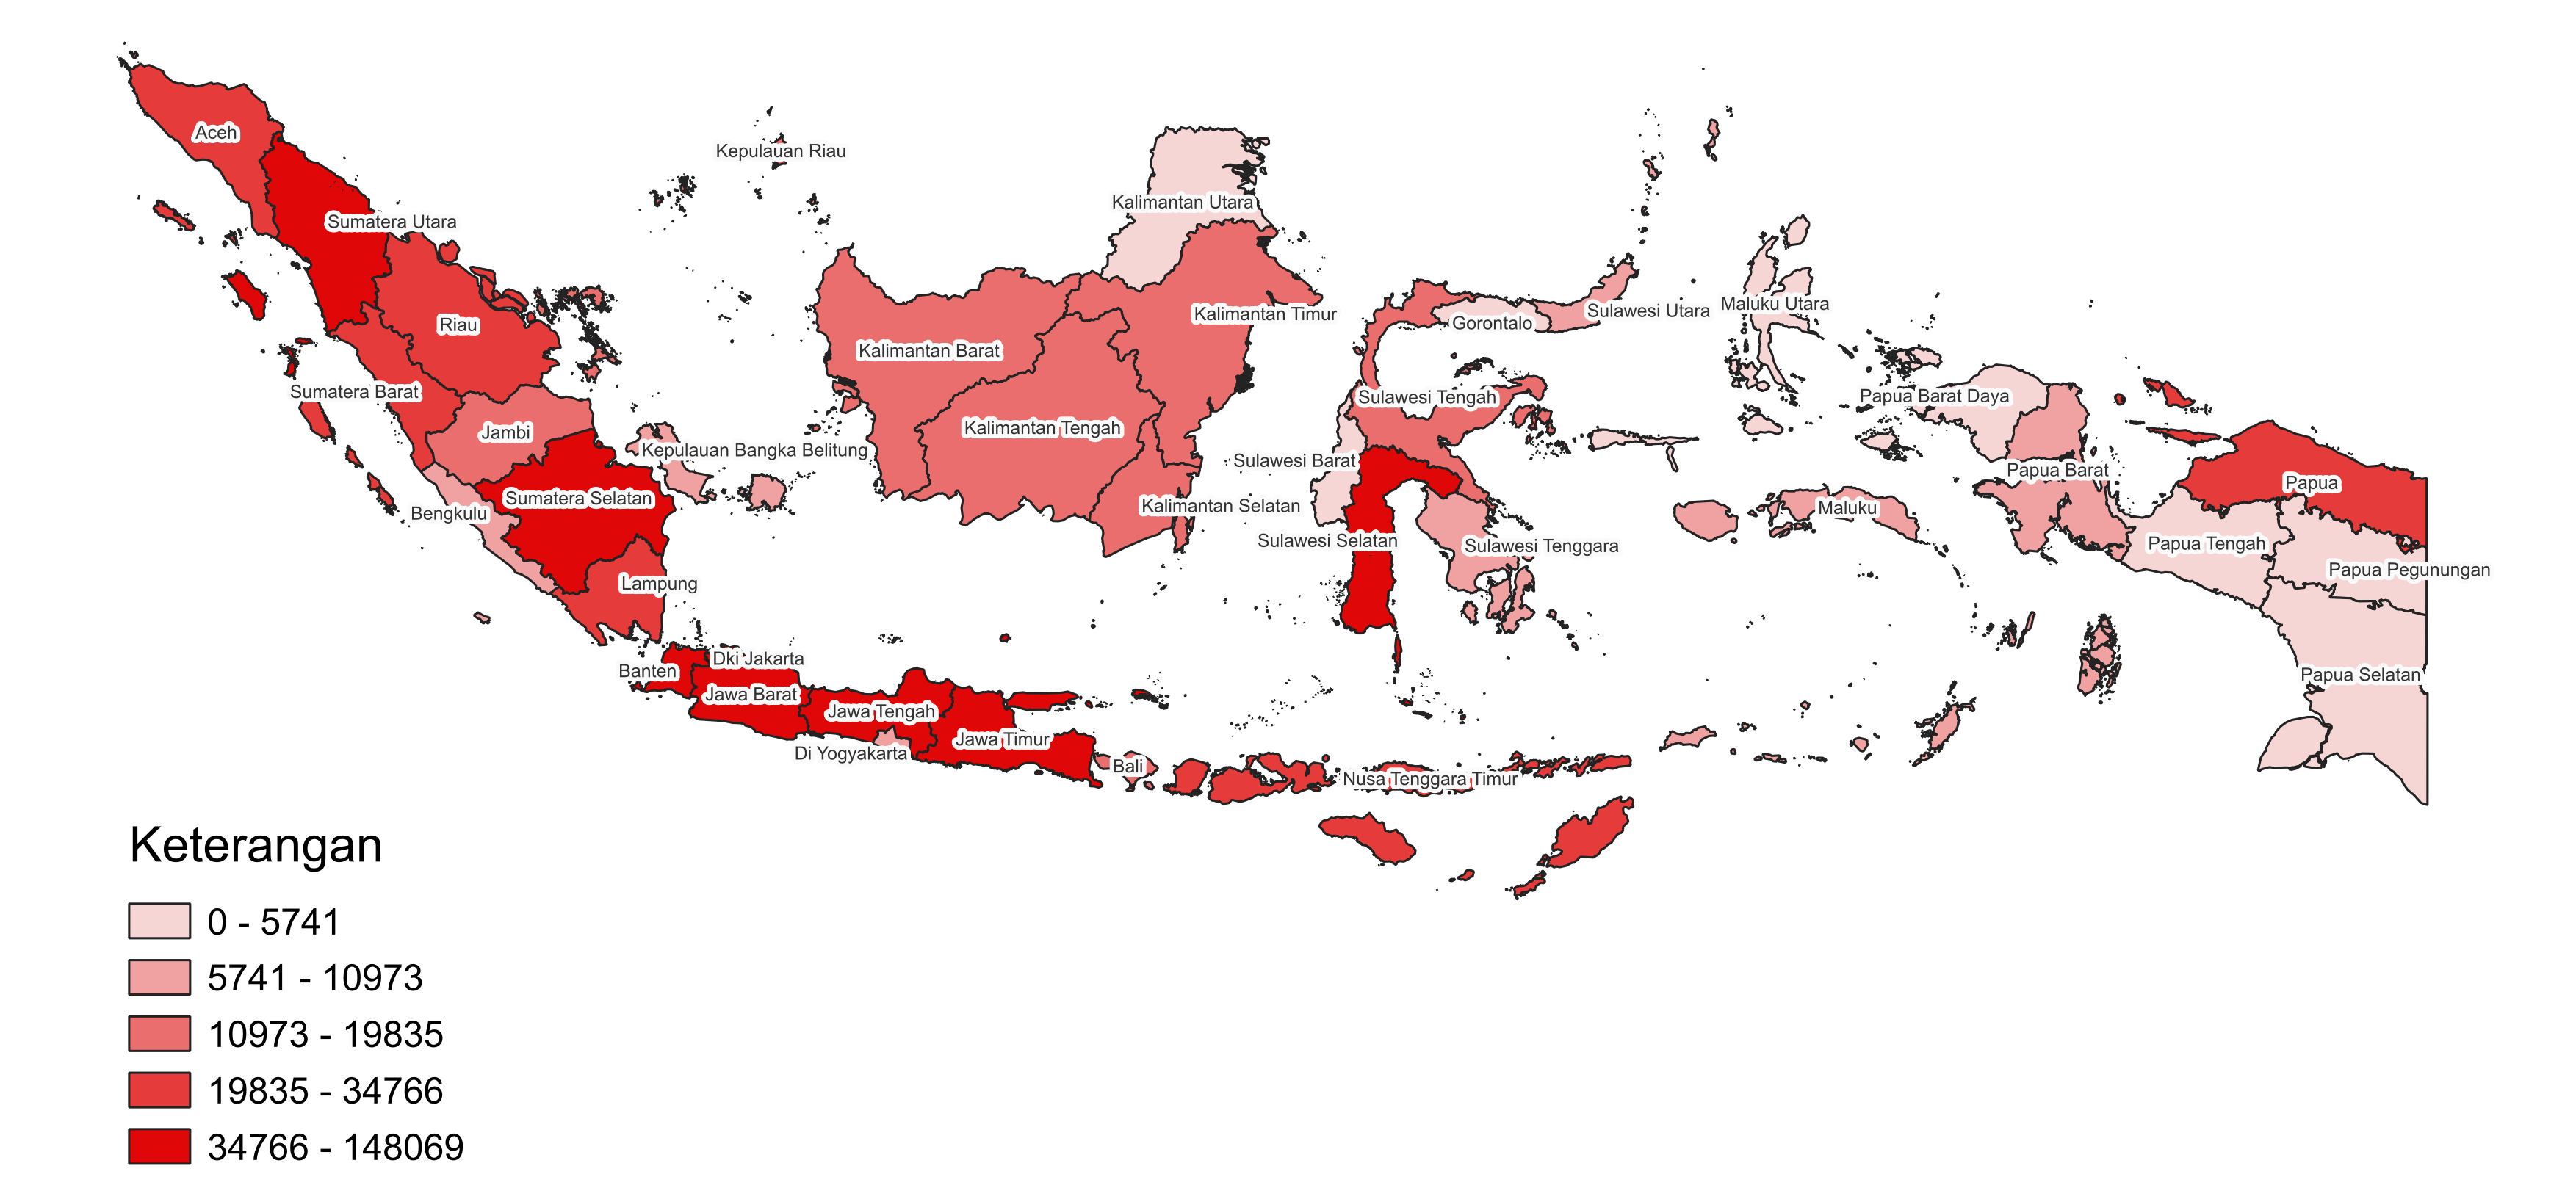 Aceh
Kepulauan Riau
Kalimantan Utara
Sumatera Utara
Maluku Utara
Sulawesi Utara
Kalimantan Timur
Gorontalo
Riau
Kalimantan Barat
Sumatera Barat
Papua Barat Daya
Sulawesi Tengah
Kalimantan Tengah
Jambi
Kepulauan Bangka Belitung
Sulawesi Barat
Papua Barat
Papua
Sumatera Selatan
Kalimantan Selatan
Maluku
Bengkulu
Sulawesi Selatan
Papua Tengah
Sulawesi Tenggara
Papua Pegunungan
Lampung
Dki Jakarta
Banten
Papua Selatan
Jawa Barat
Jawa Tengah
Jawa Timur
Di Yogyakarta
Bali
Nusa Tenggara Timur
Keterangan
0 - 5741
5741 - 10973
10973 - 19835
19835 - 34766
34766 - 148069